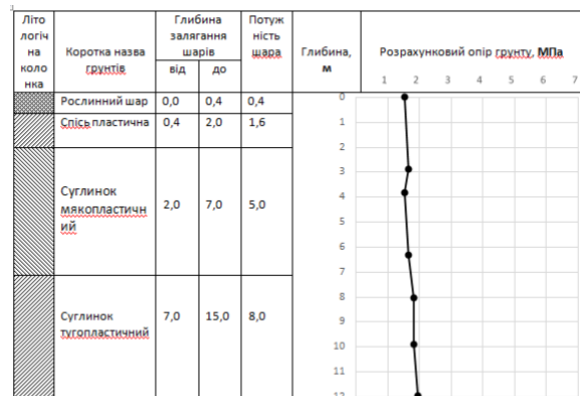 Літо
логіч
на
коло
нка
Коротка назва
грунтів
Глибина
залягання
шарів
від
до
Потуж
ність
шара
Глибина,
м
Розрахунковий опір грунту, МПа
1 2 3 4 5 6 7
Рослинний шар 0,0 0,4 0,4
Спісь пластична 0,4 2,0 1,6
Суглинок
мякопластичн
ий
2,0 7,0 5,0
Суглинок
тугопластичний
7,0 15,0 8,0
0
1
2
3
4
5
6
7
8
9
10
11
12